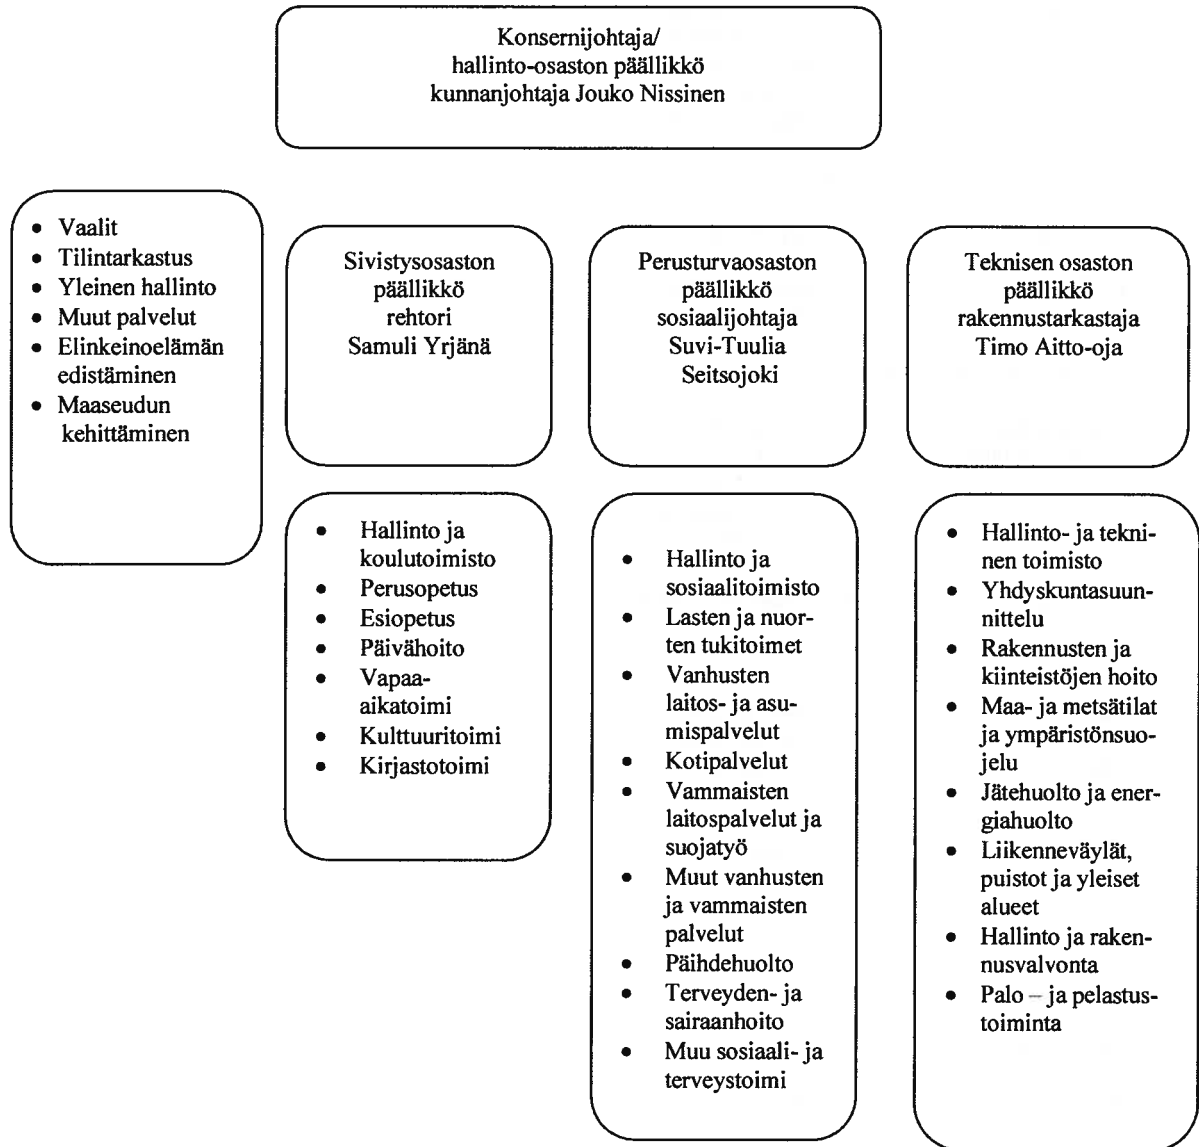 Konsernijohtaja/
hallinto-osaston päällikkö
kunnanjohtaja Jouko Nissinen
• Vaalit
• Tilintarkastus
• Yleinen hallinto
• Muut palvelut
• Elinkeinoelämän
edistäminen
• Maaseudun
kehittäminen
Sivistysosaston
päällikkö
rehtori
Samuli Yrjänä
Perusturvaosaston
päällikkö
sosiaalijohtaja
Suvi-Tuulia
Seitsojoki
Teknisen osaston
päällikkö
rakennustarkastaja
Timo Aitto-oja
• Hallinto ja
koulutoimisto
• Perusopetus
• Esiopetus
• Päivähoito
• Vapaa-
aikatoimi
• Kulttuuritoimi
• Kirjastotoimi
• Hallinto ja
sosiaalitoimisto
• Lasten ja nuor-
ten tukitoimet
• Vanhusten
laitos- ja asu-
mispalvelut
• Kotipalvelut
• Vammaisten
laitospalvelut ja
suojatyö
• Muut vanhusten
ja vammaisten
palvelut
• Päihdehuolto
• Terveyden- ja
sairaanhoito
• Muu sosiaali- ja
terveystoimi
• Hallinto- ja tekni-
nen toimisto
• Yhdyskuntasuun-
nittelu
• Rakennusten ja
kiinteistöjen hoito
• Maa- ja metsätilat
ja ympäristönsuo-
jelu
• Jätehuolto ja ener-
giahuolto
• Liikenneväylät,
puistot ja yleiset
alueet
• Hallinto ja raken-
nusvalvonta
• Palo – ja pelastus-
toiminta